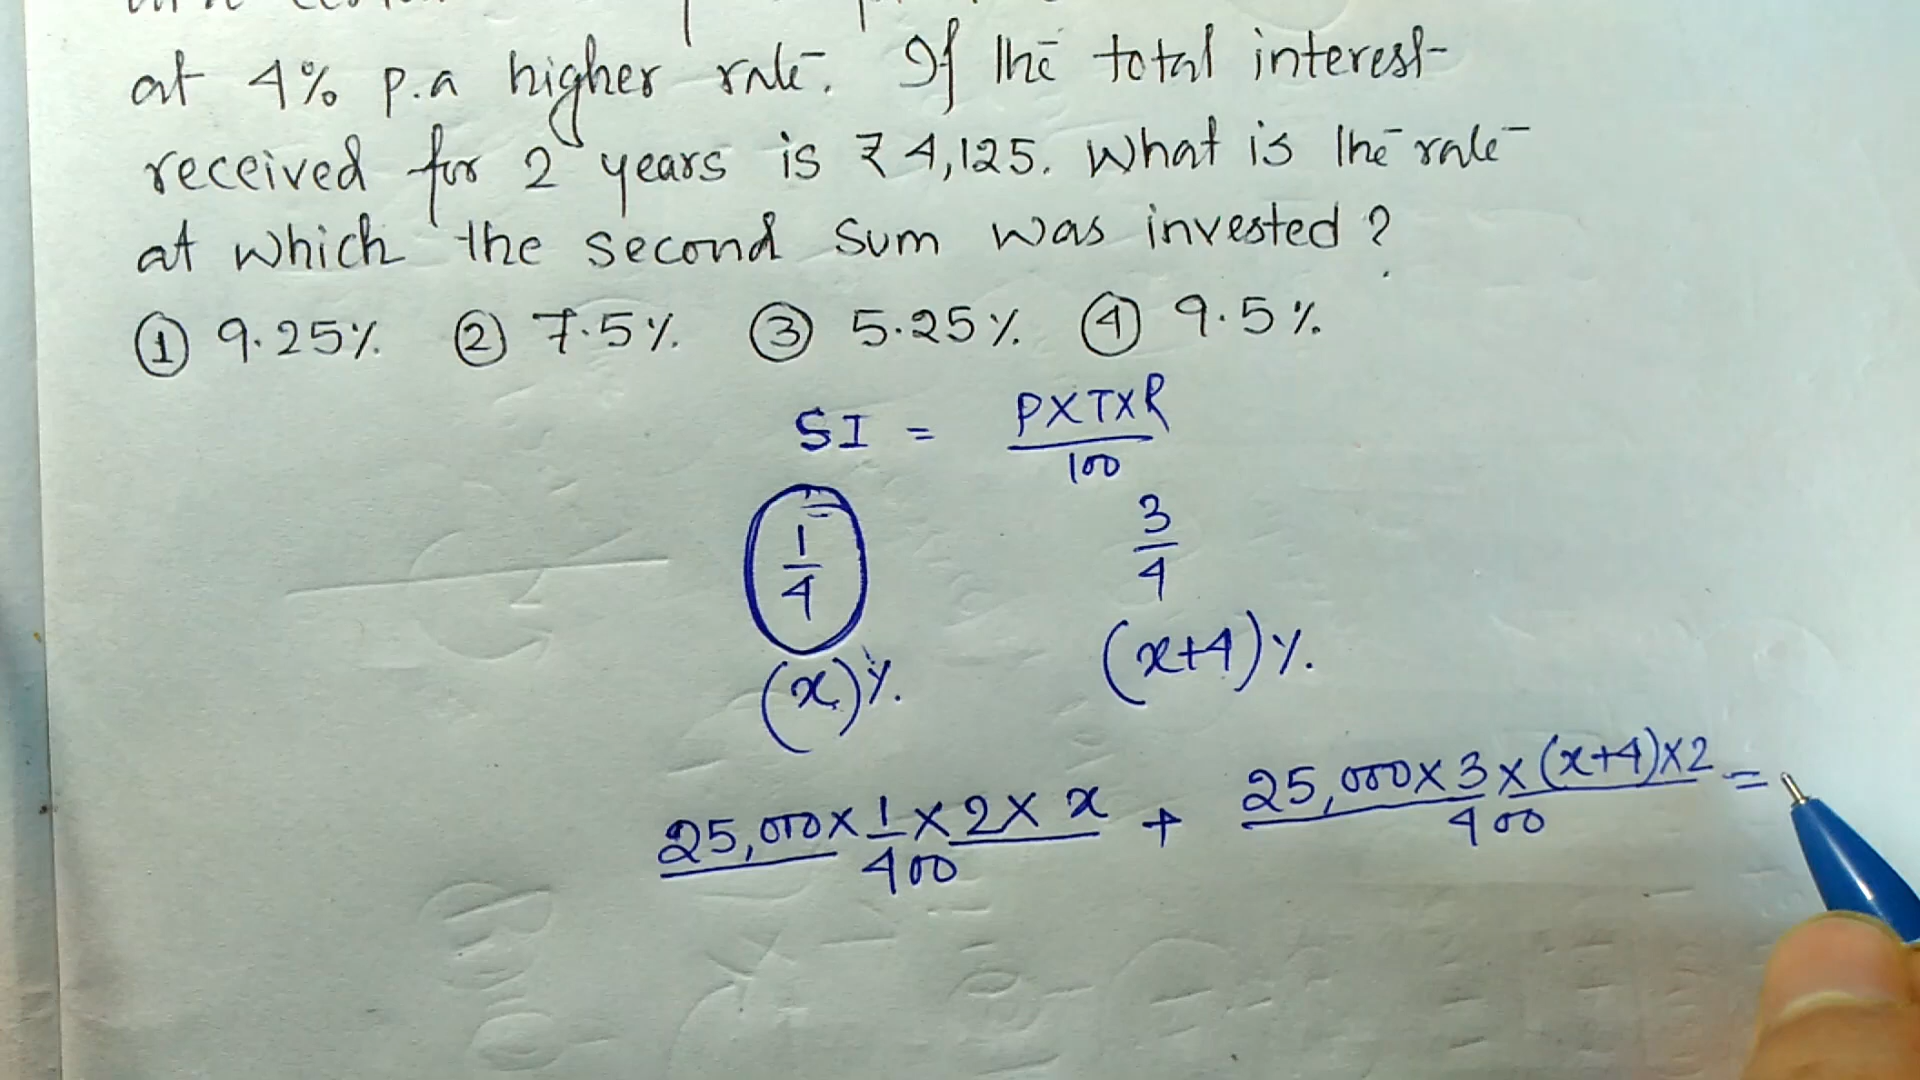 at 4% p.a higher rate. If the total interest
received for 2 years is ₹ 4,125. What is the rate
at which the second sum was invested ?
① 9.25% ② 7.5% ③ 5.25% ④ 9.5%
SI = P×T×R / 100
1/4 3/4
(x)% (x+4)%
25,000×1×2×x / 400 + 25,000×3×(x+4)×2 / 400 =